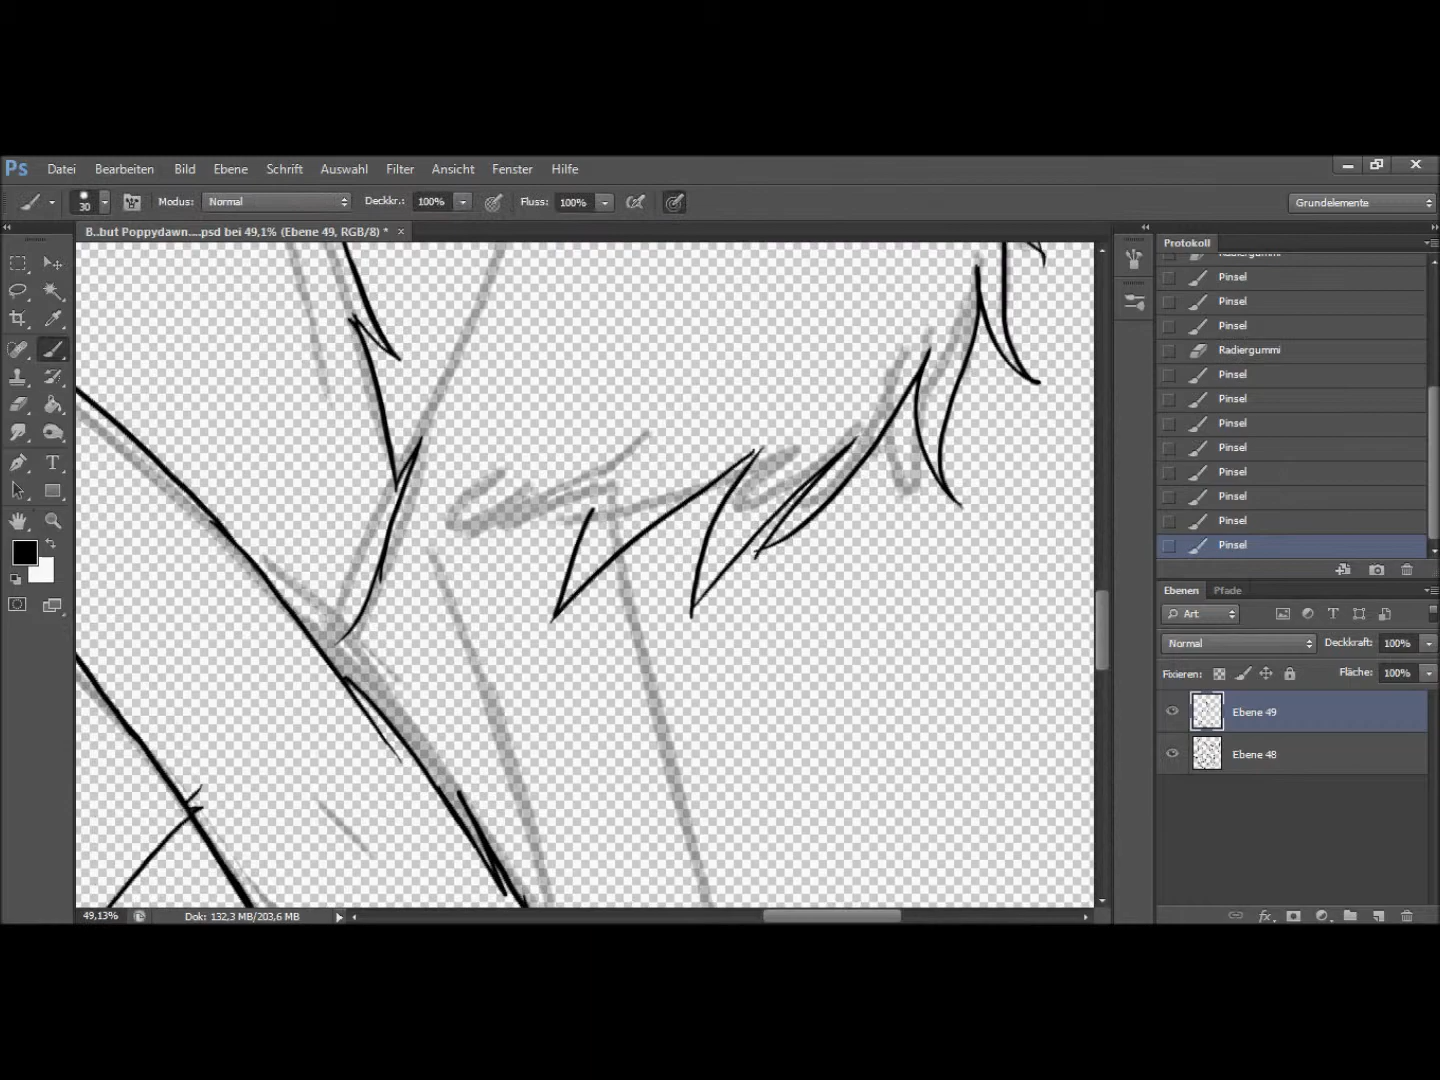 Ps Datei Bearbeiten Bild Ebene Schrift Auswahl Filter Ansicht Fenster Hilfe
30 Modus: Normal Deckkr.: 100% Fluss: 100% Grundelemente
B..but Poppydawn.....psd bei 49,1% (Ebene 49, RGB/8) * ×
Protokoll
Radiergummi
Pinsel
Pinsel
Pinsel
Radiergummi
Pinsel
Pinsel
Pinsel
Pinsel
Pinsel
Pinsel
Pinsel
Pinsel
Ebenen Pfade
Art
Normal Deckkraft: 100%
Fixieren: Fläche: 100%
Ebene 49
Ebene 48
fx
49,13% Dok: 132,3 MB/203,6 MB